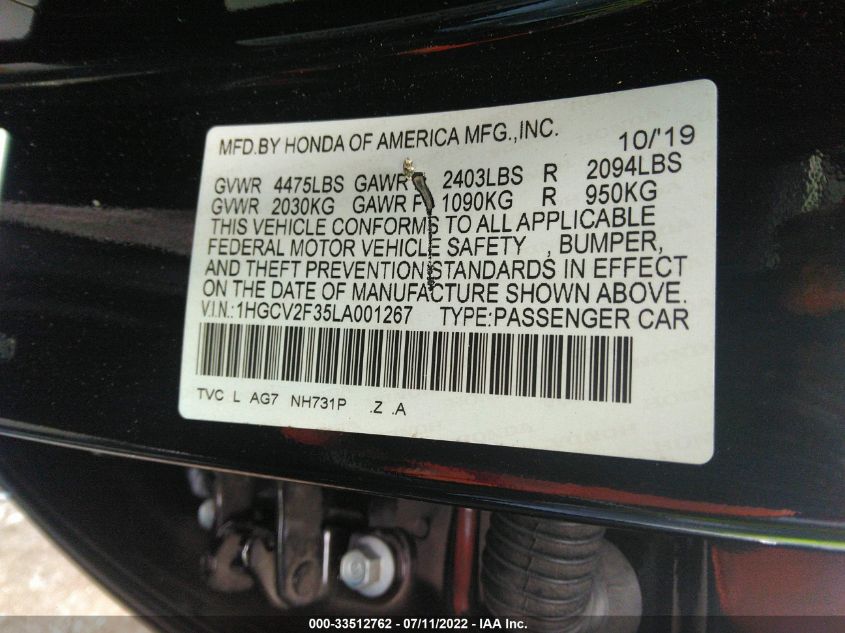 MFD.BY HONDA OF AMERICA MFG.,INC. 10/'19
GVWR 4475LBS GAWR 2403LBS R 2094LBS
GVWR 2030KG GAWR F 1090KG R 950KG
THIS VEHICLE CONFORMS TO ALL APPLICABLE
FEDERAL MOTOR VEHICLE SAFETY , BUMPER,
AND THEFT PREVENTION STANDARDS IN EFFECT
ON THE DATE OF MANUFACTURE SHOWN ABOVE.
V.I.N.:1HGCV2F35LA001267 TYPE:PASSENGER CAR
TVC L AG7 NH731P .Z .A
000-33512762 - 07/11/2022 - IAA Inc.